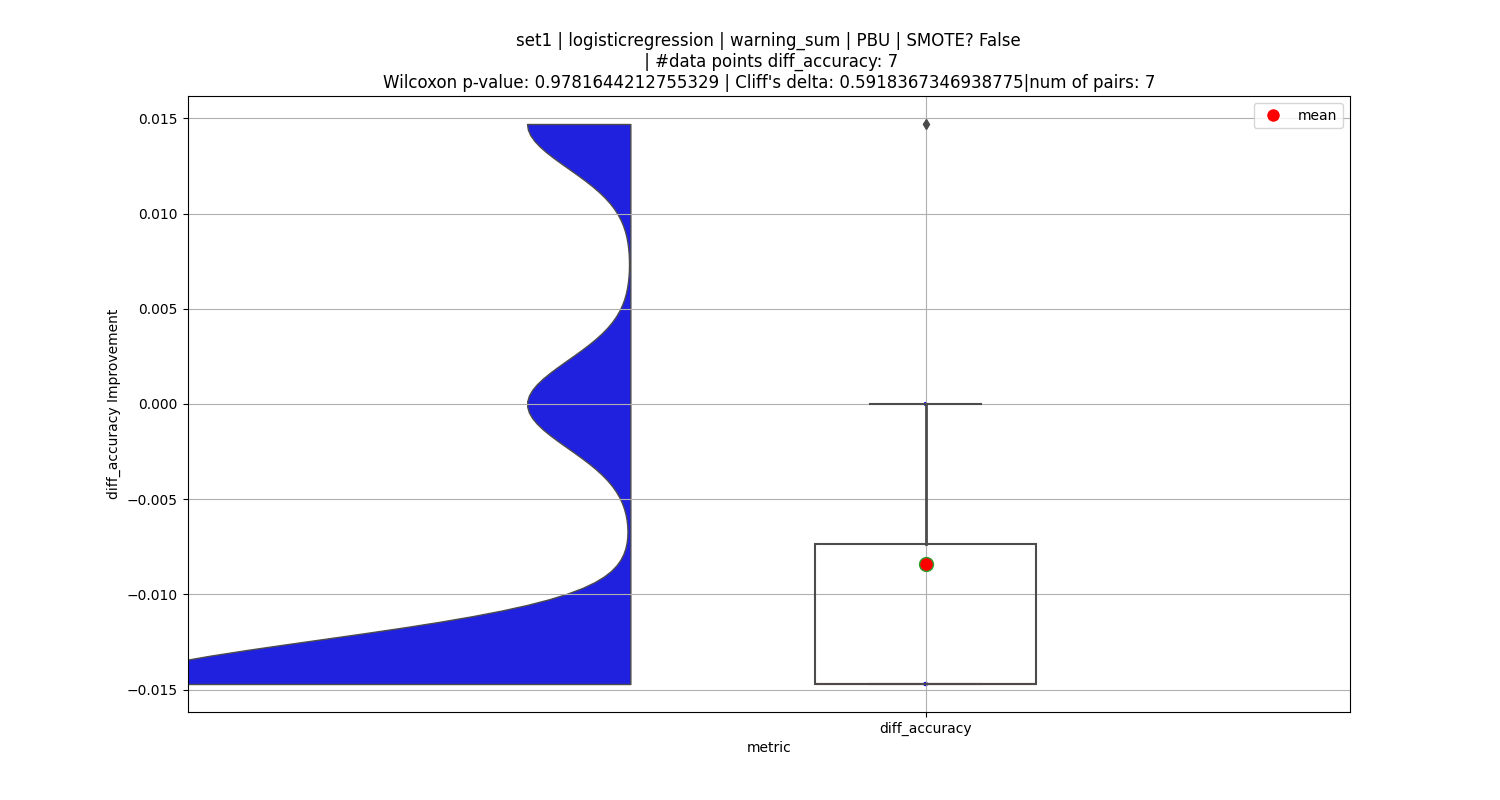 set1 | logisticregression | warning_sum | PBU | SMOTE? False
| #data points diff_accuracy: 7
Wilcoxon p-value: 0.9781644212755329 | Cliff's delta: 0.5918367346938775|num of pairs: 7
mean
0.015
0.010
0.005
0.000
−0.005
−0.010
−0.015
diff_accuracy Improvement
diff_accuracy
metric